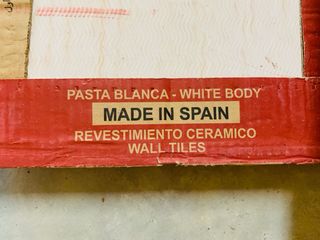 PASTA BLANCA - WHITE BODY
MADE IN SPAIN
REVESTIMIENTO CERAMICO
WALL TILES